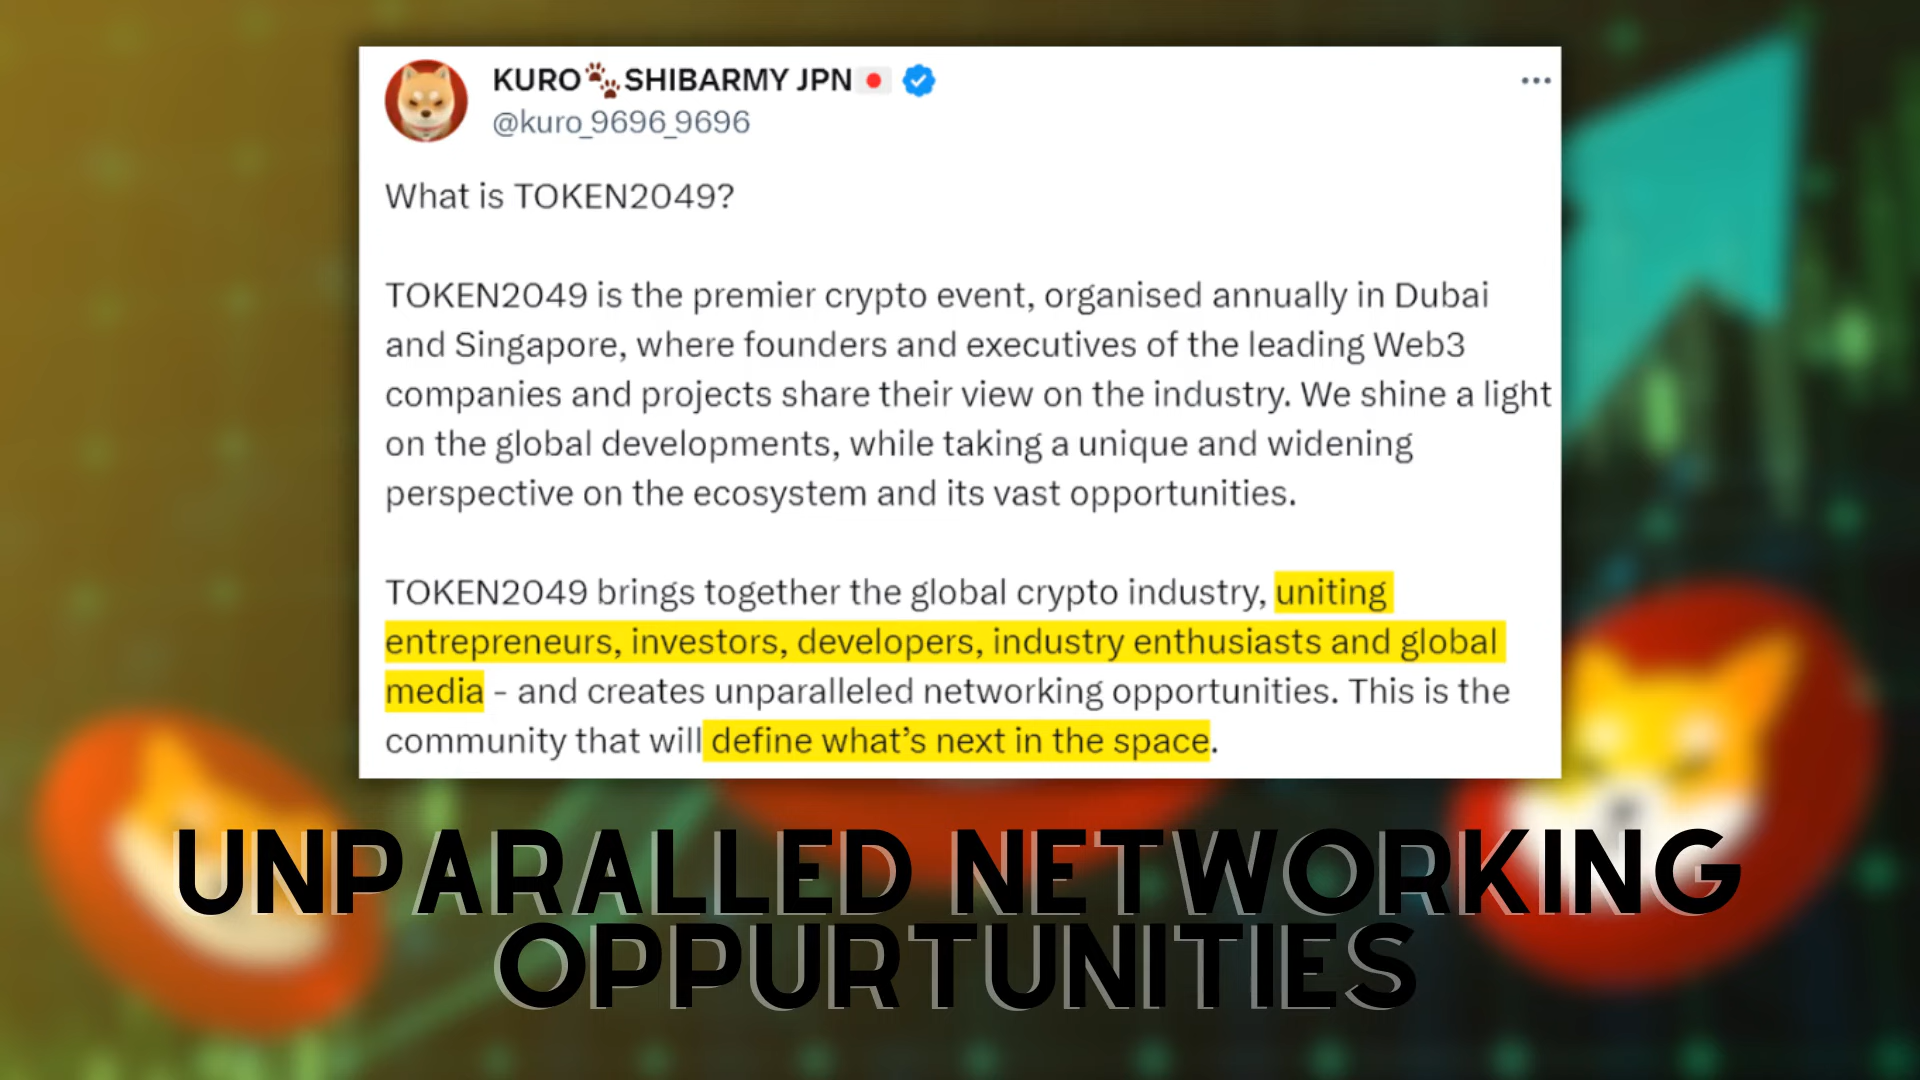 KURO🐾SHIBARMY JPN🇯🇵
@kuro_9696_9696
What is TOKEN2049?
TOKEN2049 is the premier crypto event, organised annually in Dubai
and Singapore, where founders and executives of the leading Web3
companies and projects share their view on the industry. We shine a light
on the global developments, while taking a unique and widening
perspective on the ecosystem and its vast opportunities.
TOKEN2049 brings together the global crypto industry, uniting
entrepreneurs, investors, developers, industry enthusiasts and global
media - and creates unparalleled networking opportunities. This is the
community that will define what’s next in the space.
UNPARALLED NETWORKING
OPPURTUNITIES